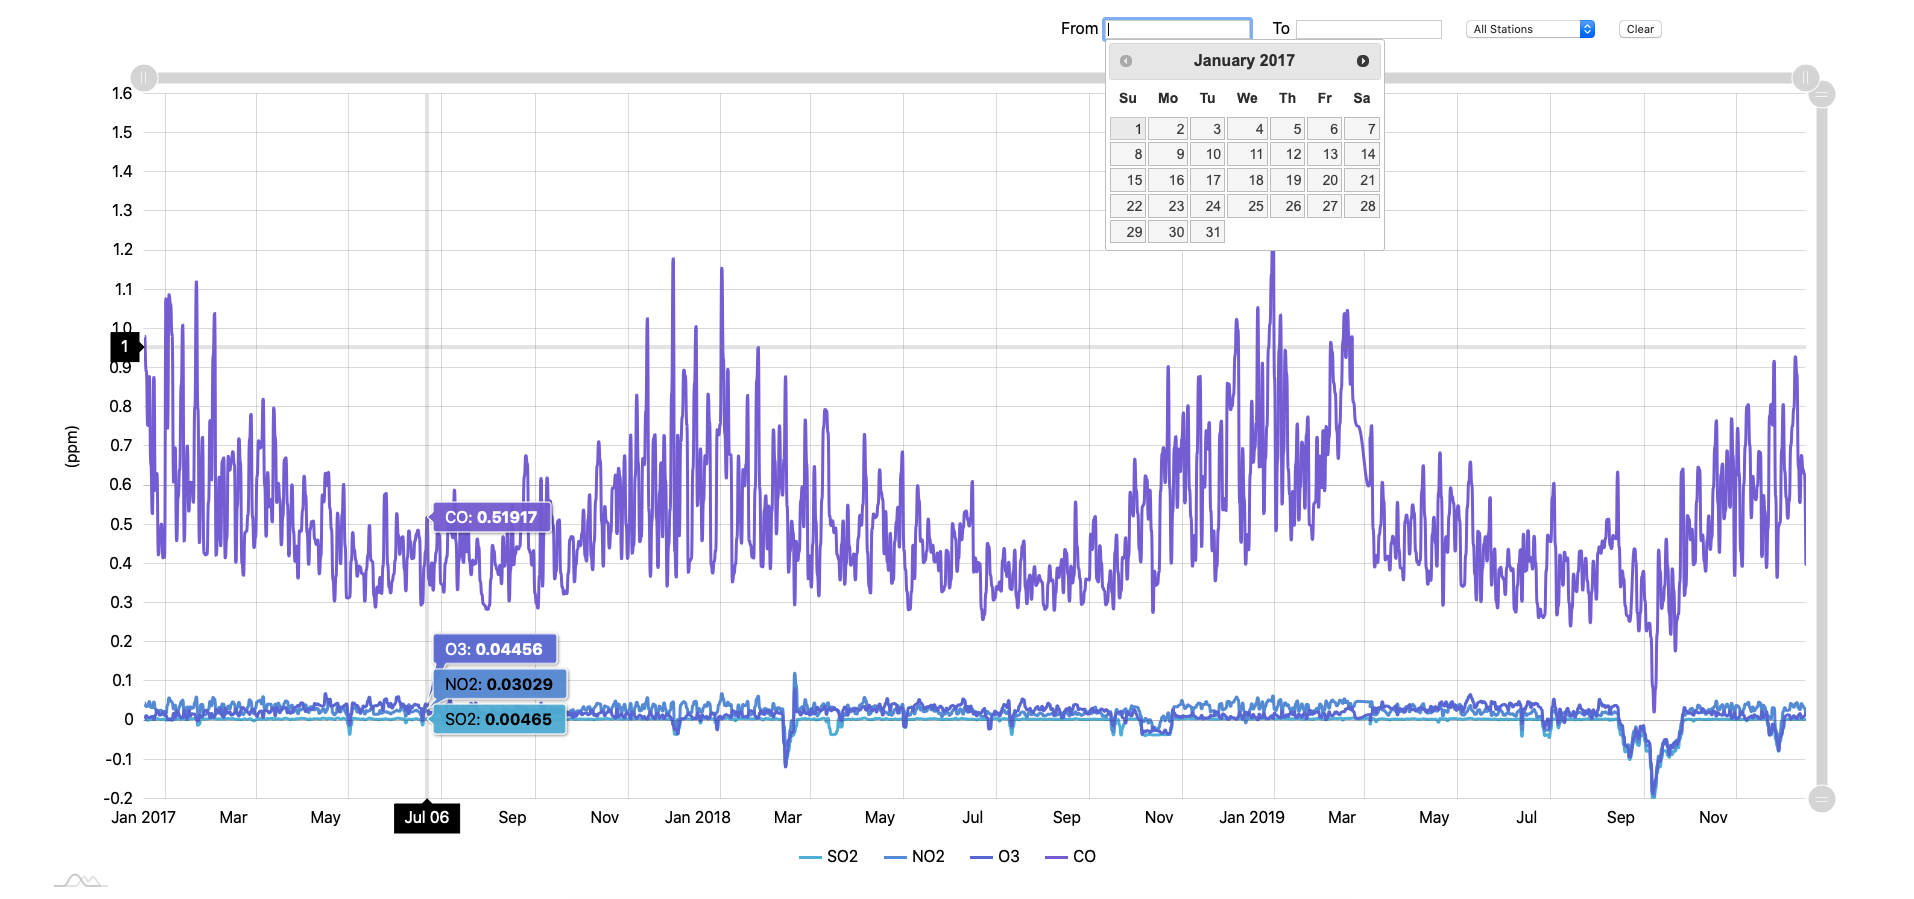 From To All Stations Clear
January 2017
Su Mo Tu We Th Fr Sa
1 2 3 4 5 6 7
8 9 10 11 12 13 14
15 16 17 18 19 20 21
22 23 24 25 26 27 28
29 30 31
1.6
1.5
1.4
1.3
1.2
1.1
1.0
1
0.9
0.8
0.7
0.6
0.5
0.4
0.3
0.2
0.1
0
-0.1
-0.2
(ppm)
CO: 0.51917
O3: 0.04456
NO2: 0.03029
SO2: 0.00465
Jan 2017 Mar May Jul 06 Sep Nov Jan 2018 Mar May Jul Sep Nov Jan 2019 Mar May Jul Sep Nov
SO2 NO2 O3 CO